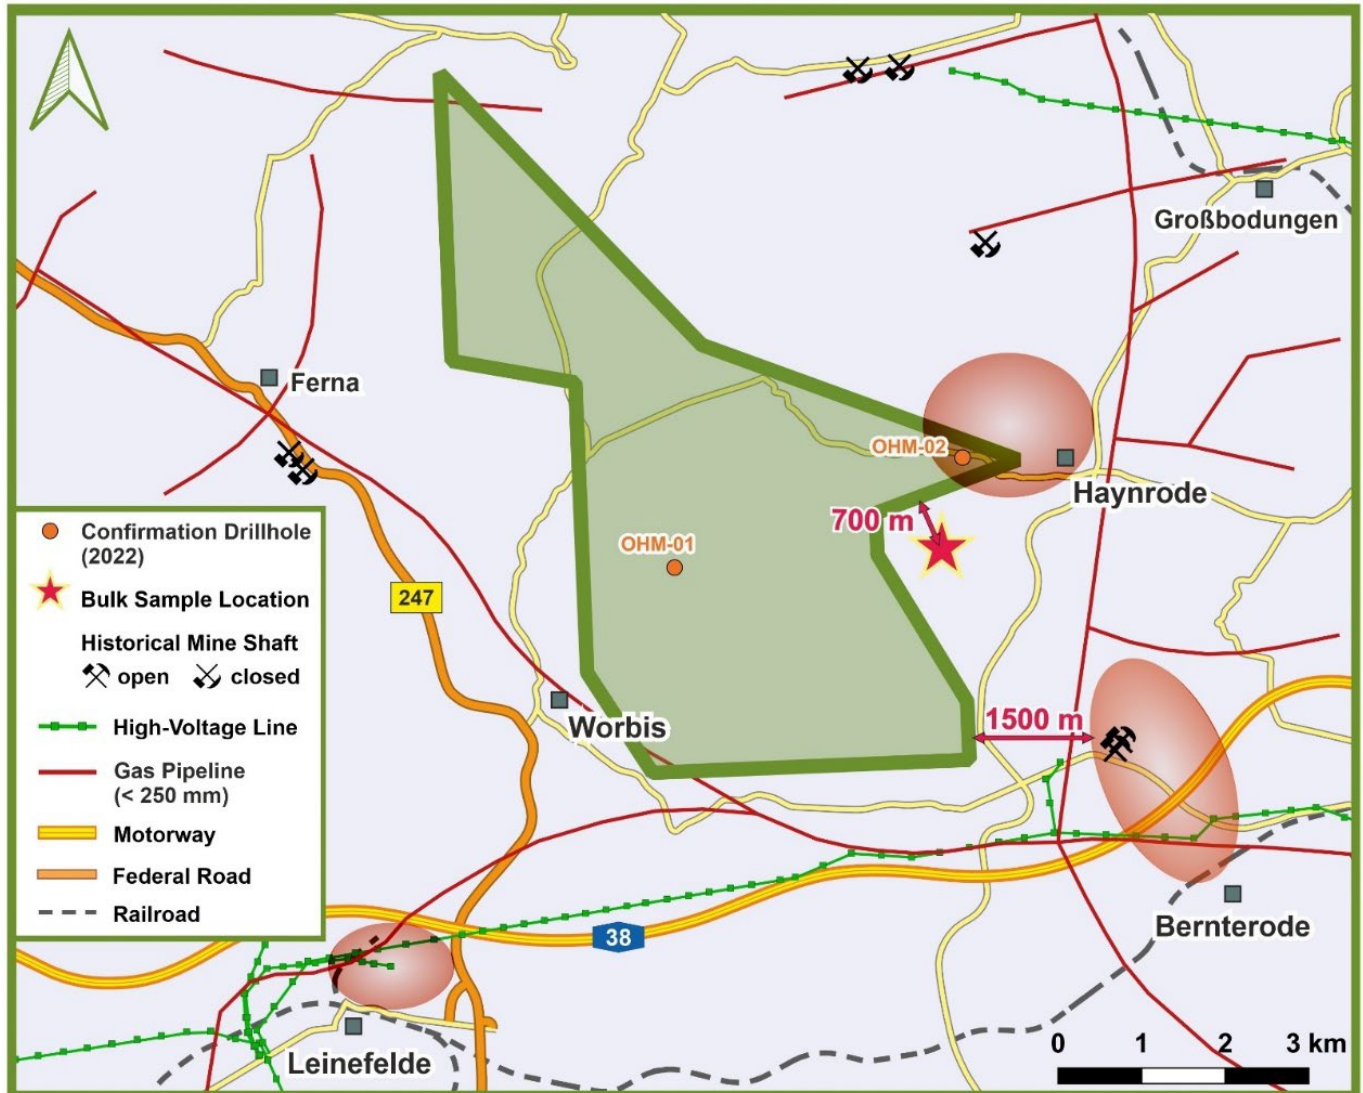 Großbodungen
Ferna
OHM-02
Haynrode
700 m
OHM-01
247
Worbis
1500 m
38
Bernterode
Leinefelde
Confirmation Drillhole
(2022)
Bulk Sample Location
Historical Mine Shaft
open closed
High-Voltage Line
Gas Pipeline
(< 250 mm)
Motorway
Federal Road
Railroad
0 1 2 3 km